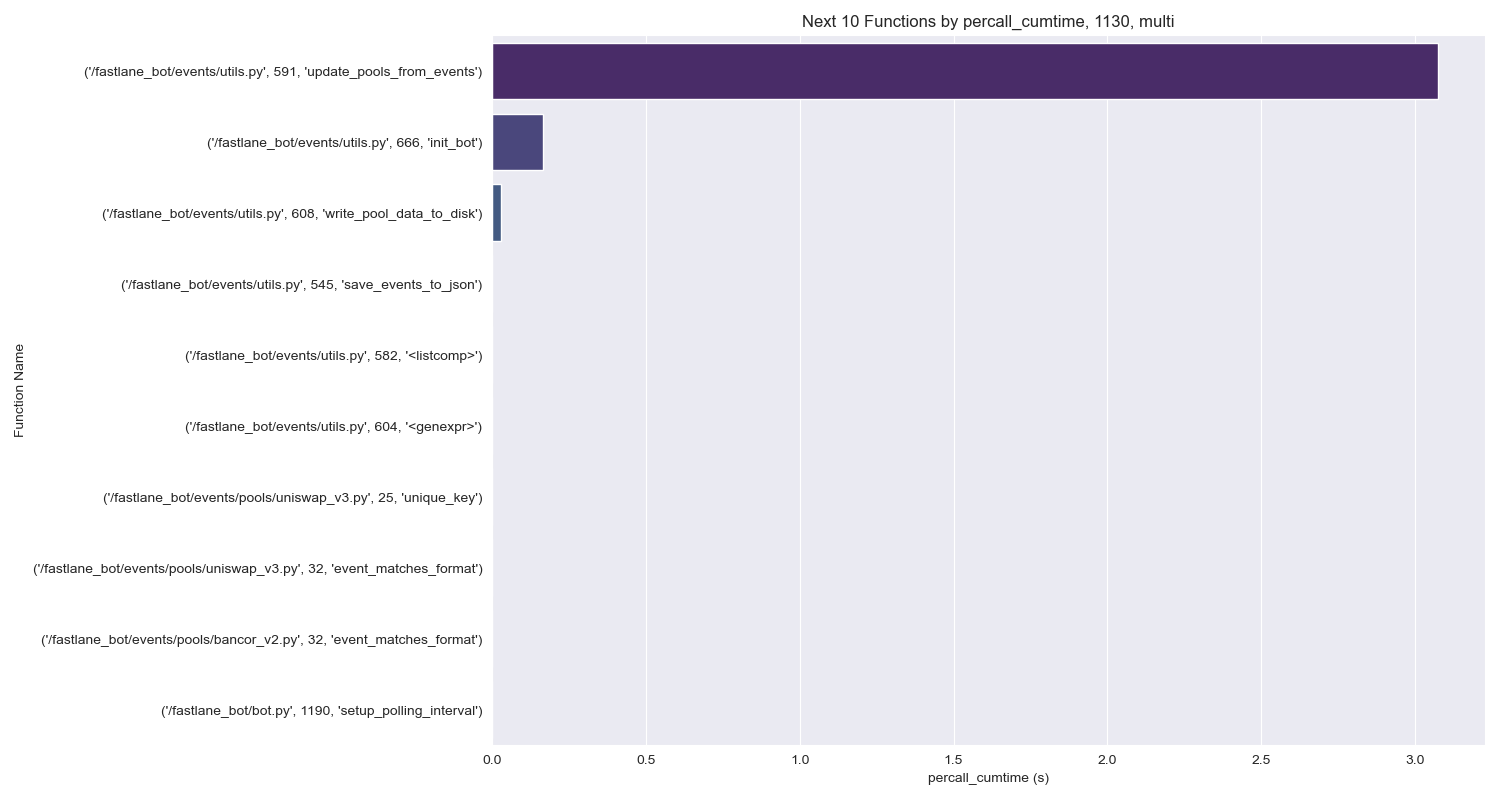 Next 10 Functions by percall_cumtime, 1130, multi
('/fastlane_bot/events/utils.py', 591, 'update_pools_from_events')
('/fastlane_bot/events/utils.py', 666, 'init_bot')
('/fastlane_bot/events/utils.py', 608, 'write_pool_data_to_disk')
('/fastlane_bot/events/utils.py', 545, 'save_events_to_json')
('/fastlane_bot/events/utils.py', 582, '<listcomp>')
('/fastlane_bot/events/utils.py', 604, '<genexpr>')
('/fastlane_bot/events/pools/uniswap_v3.py', 25, 'unique_key')
('/fastlane_bot/events/pools/uniswap_v3.py', 32, 'event_matches_format')
('/fastlane_bot/events/pools/bancor_v2.py', 32, 'event_matches_format')
('/fastlane_bot/bot.py', 1190, 'setup_polling_interval')
Function Name
0.0 0.5 1.0 1.5 2.0 2.5 3.0
percall_cumtime (s)